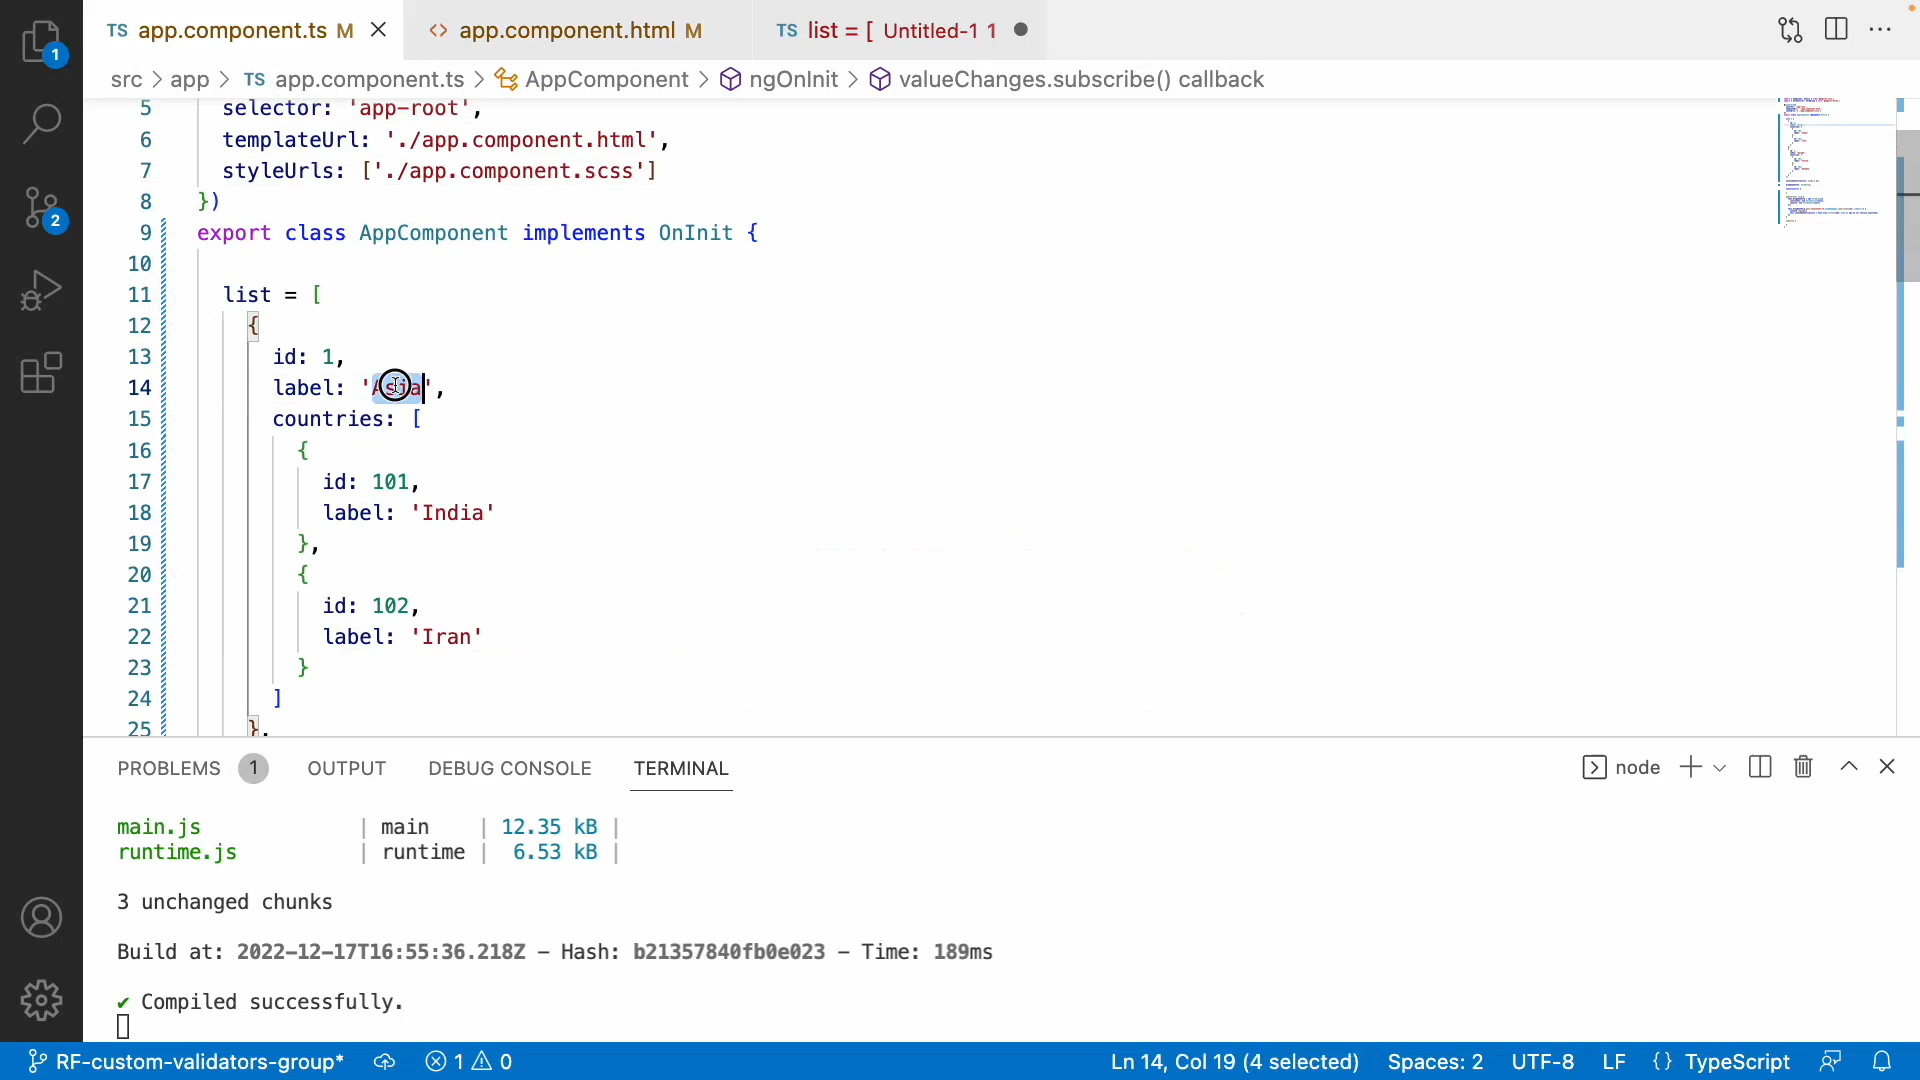 1
2
TS app.component.ts M
<> app.component.html M
TS list = [ Untitled-1 1
src > app > TS app.component.ts > AppComponent > ngOnInit > valueChanges.subscribe() callback
5 selector: 'app-root',
6 templateUrl: './app.component.html',
7 styleUrls: ['./app.component.scss']
8 })
9 export class AppComponent implements OnInit {
10
11 list = [
12 {
13 id: 1,
14 label: 'Asia',
15 countries: [
16 {
17 id: 101,
18 label: 'India'
19 },
20 {
21 id: 102,
22 label: 'Iran'
23 }
24 ]
25 },
PROBLEMS 1 OUTPUT DEBUG CONSOLE TERMINAL
node
main.js | main | 12.35 kB |
runtime.js | runtime | 6.53 kB |
3 unchanged chunks
Build at: 2022-12-17T16:55:36.218Z - Hash: b21357840fb0e023 - Time: 189ms
✔ Compiled successfully.
RF-custom-validators-group* 1 0 Ln 14, Col 19 (4 selected) Spaces: 2 UTF-8 LF {} TypeScript